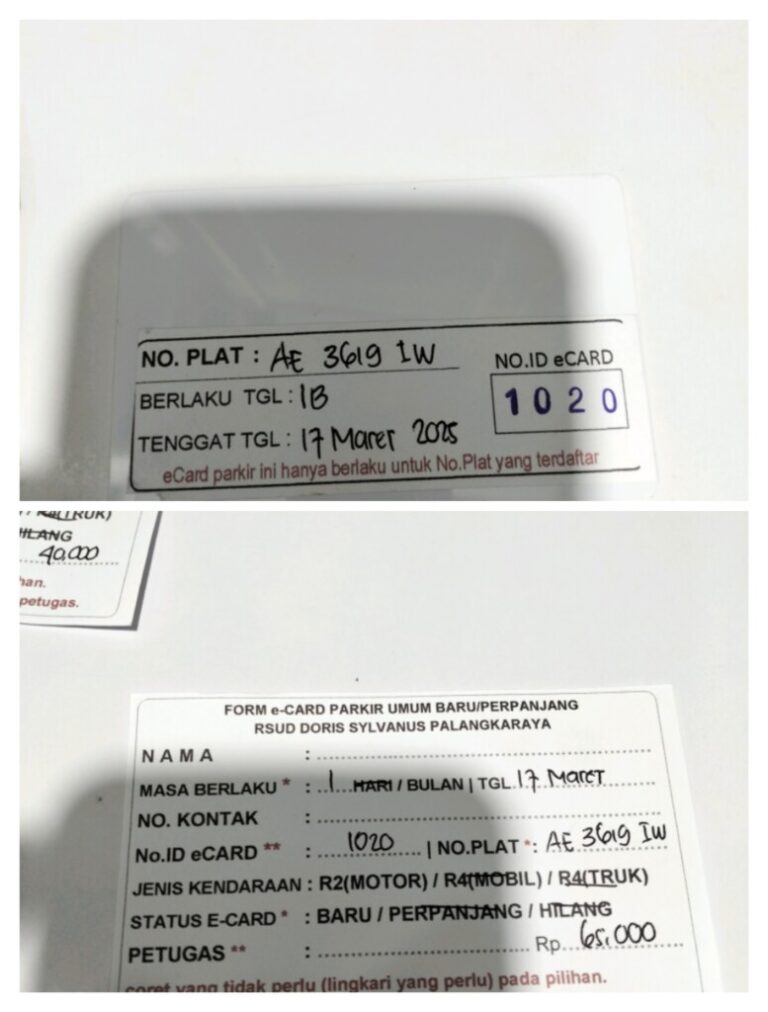 NO. PLAT : AE 3619 IW
NO.ID eCARD
BERLAKU TGL : 1B
1020
TENGGAT TGL : 17 Maret 2025
eCard parkir ini hanya berlaku untuk No.Plat yang terdaftar
(TRUK)
HILANG
40.000
han.
petugas.
FORM e-CARD PARKIR UMUM BARU/PERPANJANG
RSUD DORIS SYLVANUS PALANGKARAYA
NAMA :
MASA BERLAKU * : 1 HARI / BULAN | TGL. 17 Maret
NO. KONTAK :
No.ID eCARD ** : 1020 | NO.PLAT *: AE 3619 IW
JENIS KENDARAAN : R2(MOTOR) / R4(MOBIL) / R4(TRUK)
STATUS E-CARD * : BARU / PERPANJANG / HILANG
PETUGAS ** : Rp. 65.000
coret yang tidak perlu (lingkari yang perlu) pada pilihan.